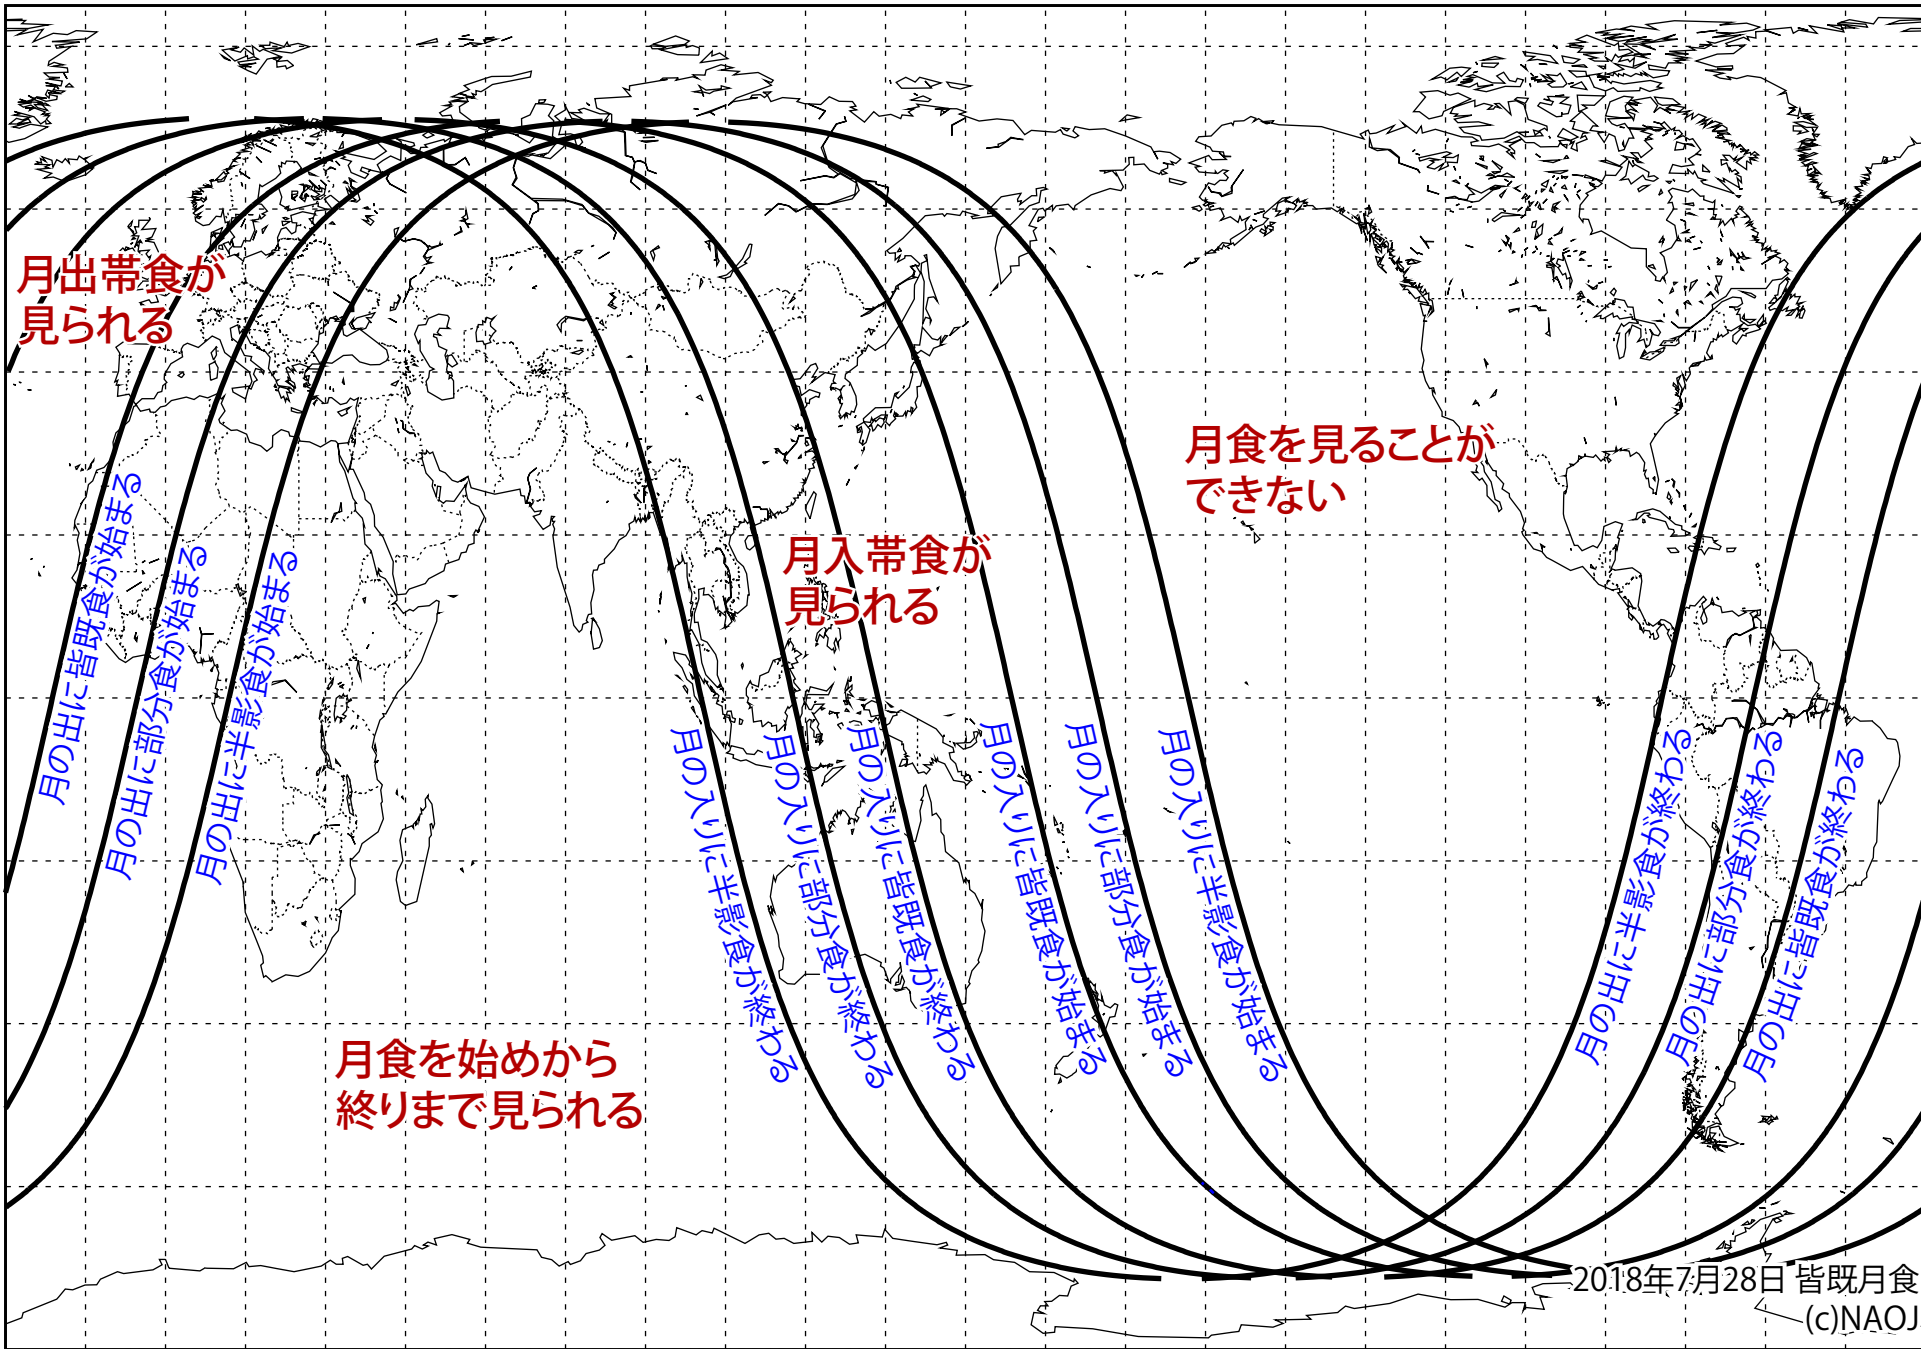 月出帯食が
見られる
月食を見ることが
できない
月入帯食が
見られる
月の出に皆既食が始まる
月の出に部分食が始まる
月の出に半影食が始まる
月の入りに半影食が終わる
月の入りに部分食が終わる
月の入りに皆既食が終わる
月の入りに皆既食が始まる
月の入りに部分食が始まる
月の入りに半影食が始まる
月の出に半影食が終わる
月の出に部分食が終わる
月の出に皆既食が終わる
月食を始めから
終りまで見られる
2018年7月28日 皆既月食
(c)NAOJ